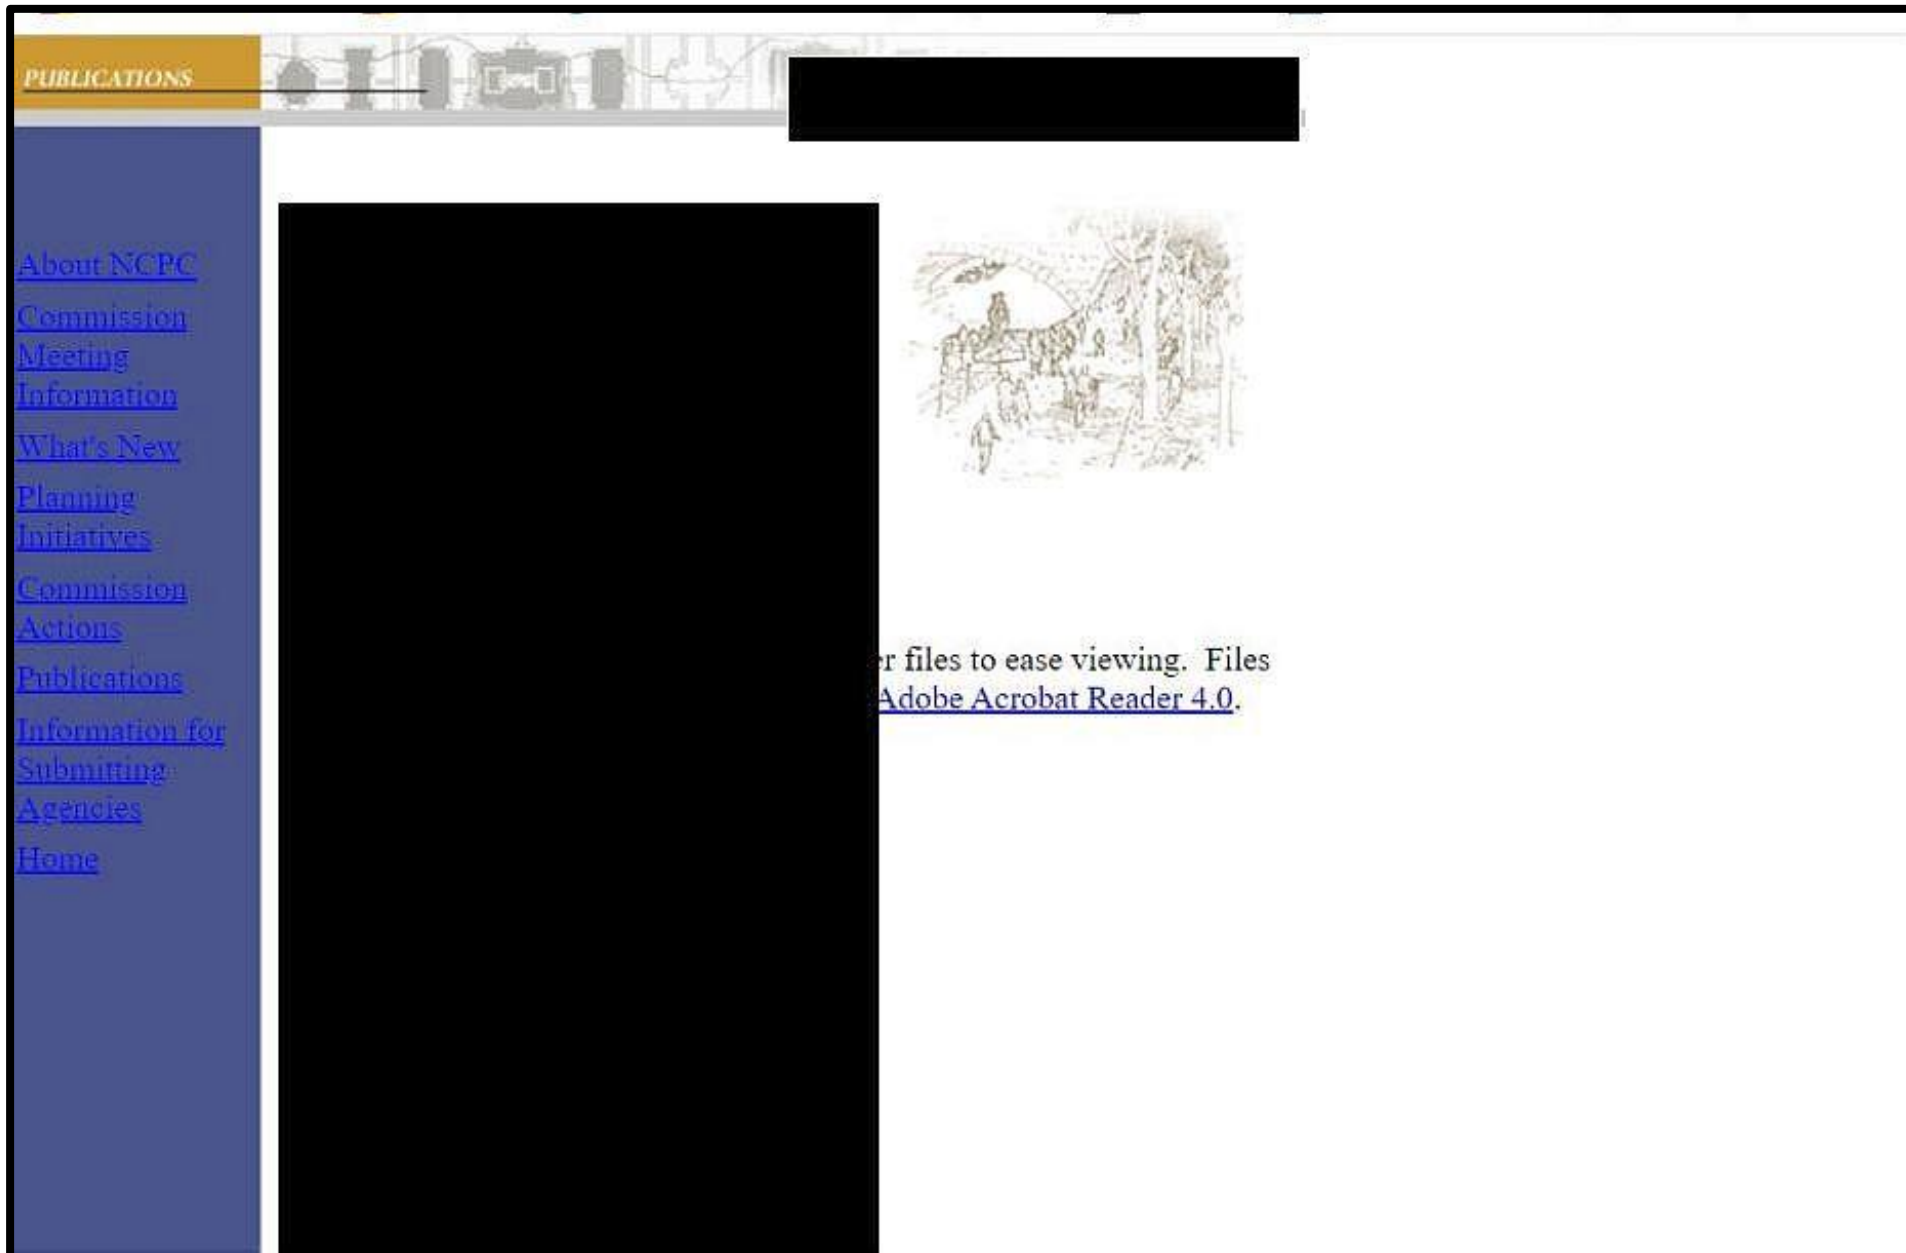 PUBLICATIONS
About NCPC
Commission
Meeting
Information
What's New
Planning
Initiatives
Commission
Actions
Publications
Information for
Submitting
Agencies
Home
files to ease viewing. Files
Adobe Acrobat Reader 4.0.